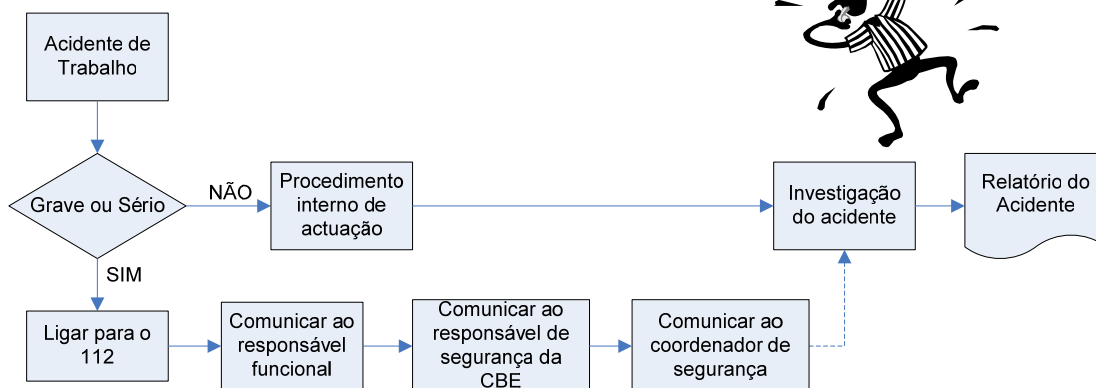 Acidente de
Trabalho
Grave ou Sério
NÃO
Procedimento
interno de
actuação
Investigação
do acidente
Relatório do
Acidente
SIM
Ligar para o
112
Comunicar ao
responsável
funcional
Comunicar ao
responsável de
segurança da
CBE
Comunicar ao
coordenador de
segurança